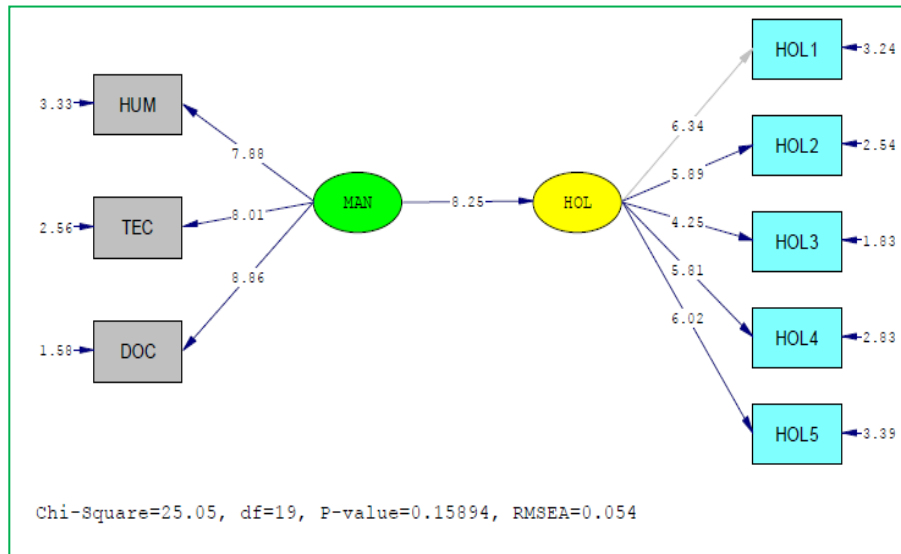 HOL1
3.24
3.33
HUM
6.34
HOL2
2.54
7.88
5.89
MAN
8.25
HOL
4.25
2.56
TEC
8.01
HOL3
1.83
5.81
8.86
6.02
HOL4
2.83
1.58
DOC
HOL5
3.39
Chi-Square=25.05, df=19, P-value=0.15894, RMSEA=0.054